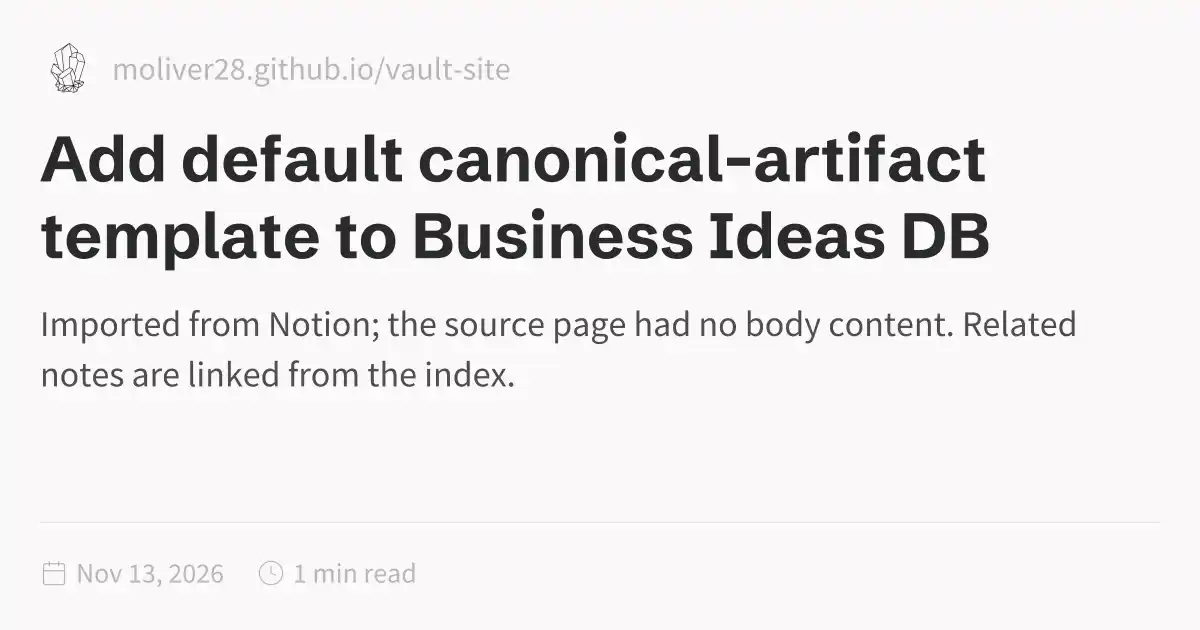 moliver28.github.io/vault-site
Add default canonical-artifact
template to Business Ideas DB
Imported from Notion; the source page had no body content. Related
notes are linked from the index.
Nov 13, 2026 1 min read